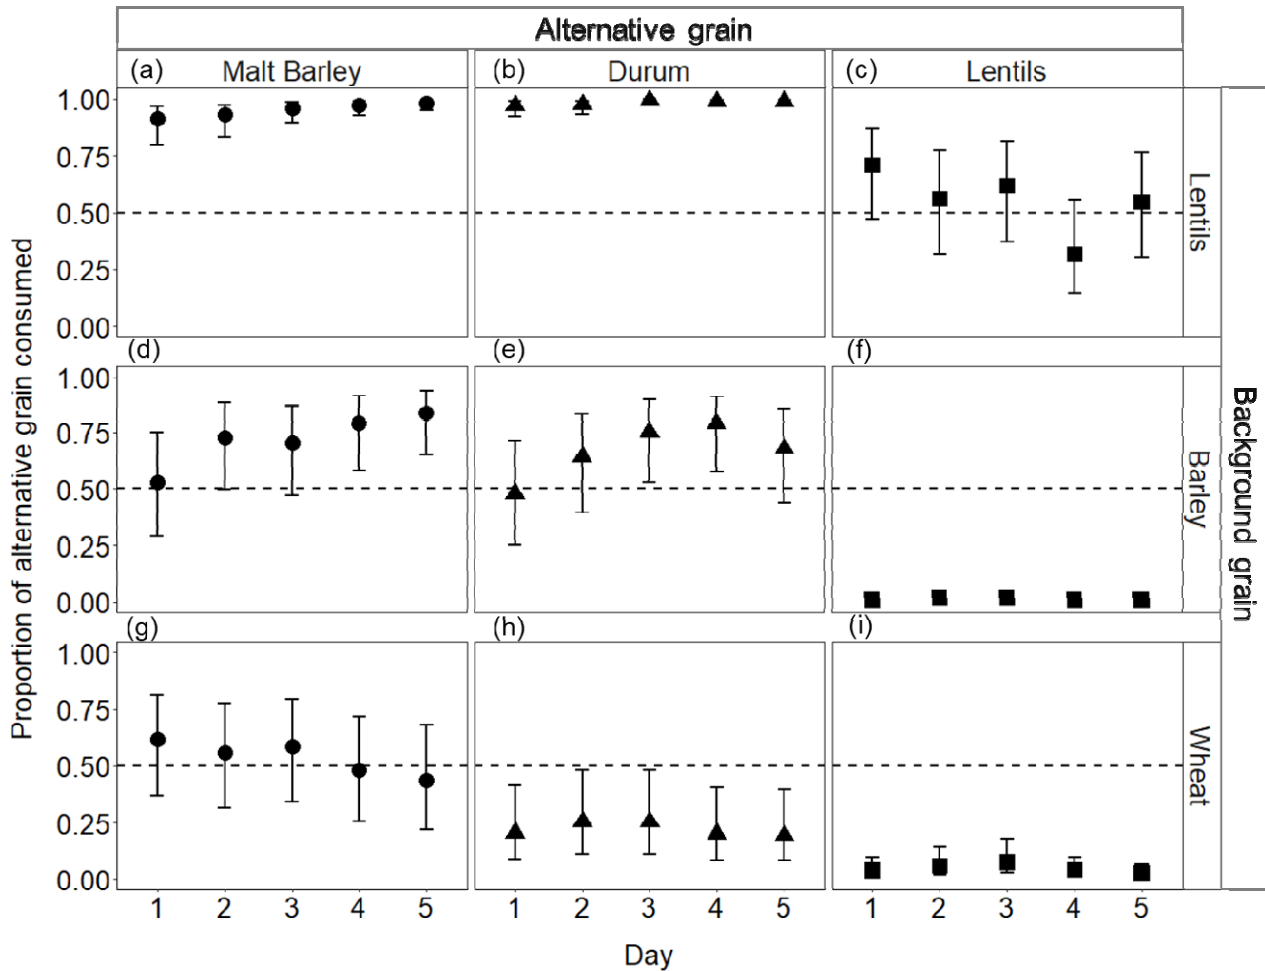 Alternative grain
(a) Malt Barley (b) Durum (c) Lentils
1.00
0.75
0.50
0.25
0.00
Lentils
(d) (e) (f)
1.00
0.75
0.50
0.25
0.00
Barley
(g) (h) (i)
1.00
0.75
0.50
0.25
0.00
Wheat
Proportion of alternative grain consumed
Background grain
1 2 3 4 5 1 2 3 4 5 1 2 3 4 5
Day